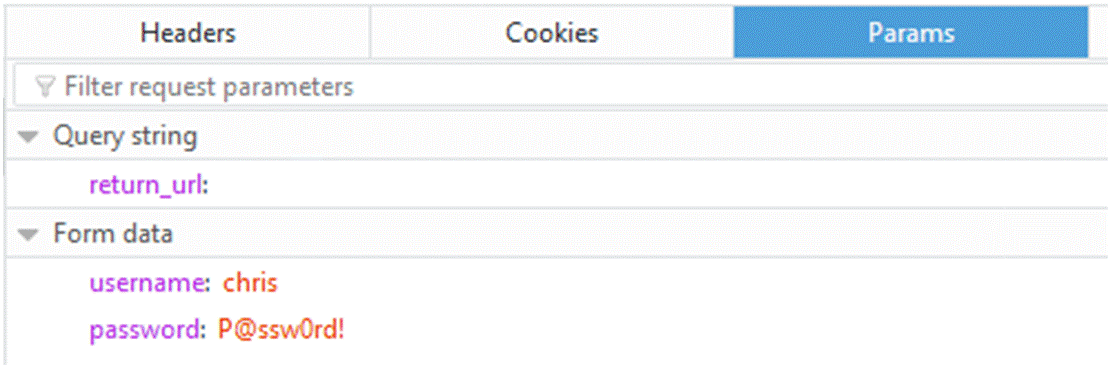 Headers Cookies Params
Filter request parameters
Query string
return_url:
Form data
username: chris
password: P@ssw0rd!